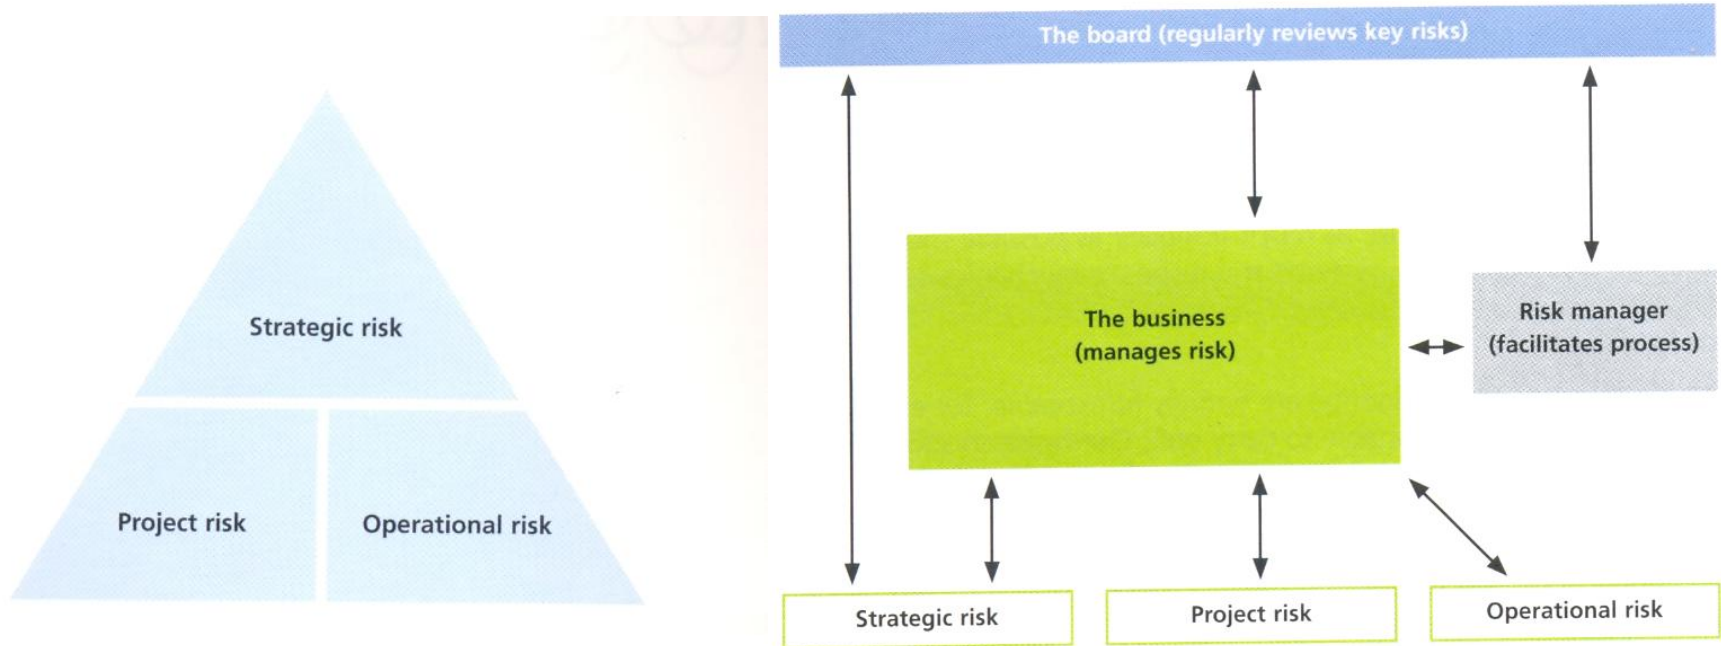 Strategic risk
Project risk
Operational risk
The board (regularly reviews key risks)
The business
(manages risk)
Risk manager
(facilitates process)
Strategic risk
Project risk
Operational risk